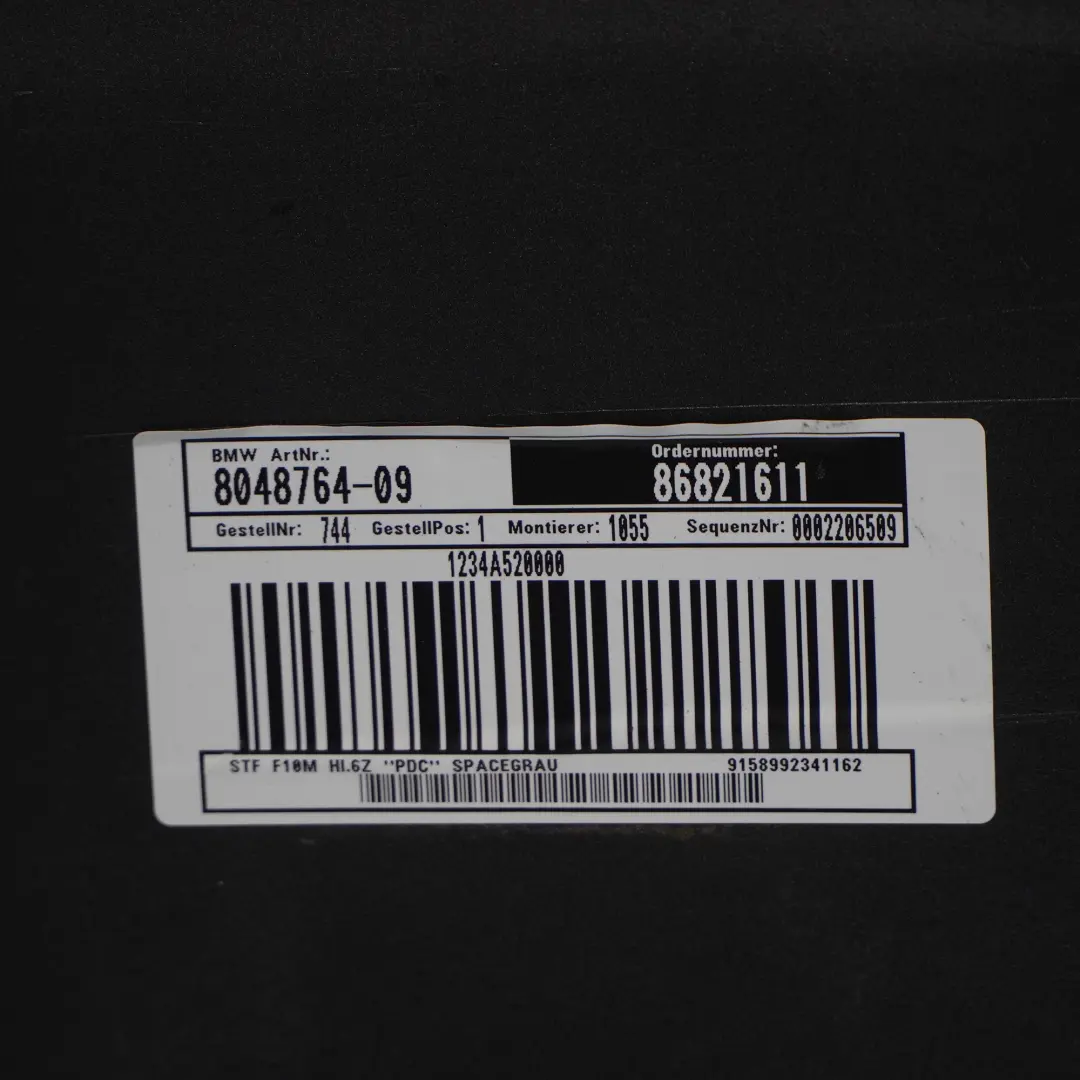 BMW ArtNr.: Ordernummer:
8048764-09 86821611
GestellNr: 744 GestellPos: 1 Montierer: 1055 SequenzNr: 0002206509
1234A520000
STF F10M HI.6Z "PDC" SPACEGRAU 9158992341162